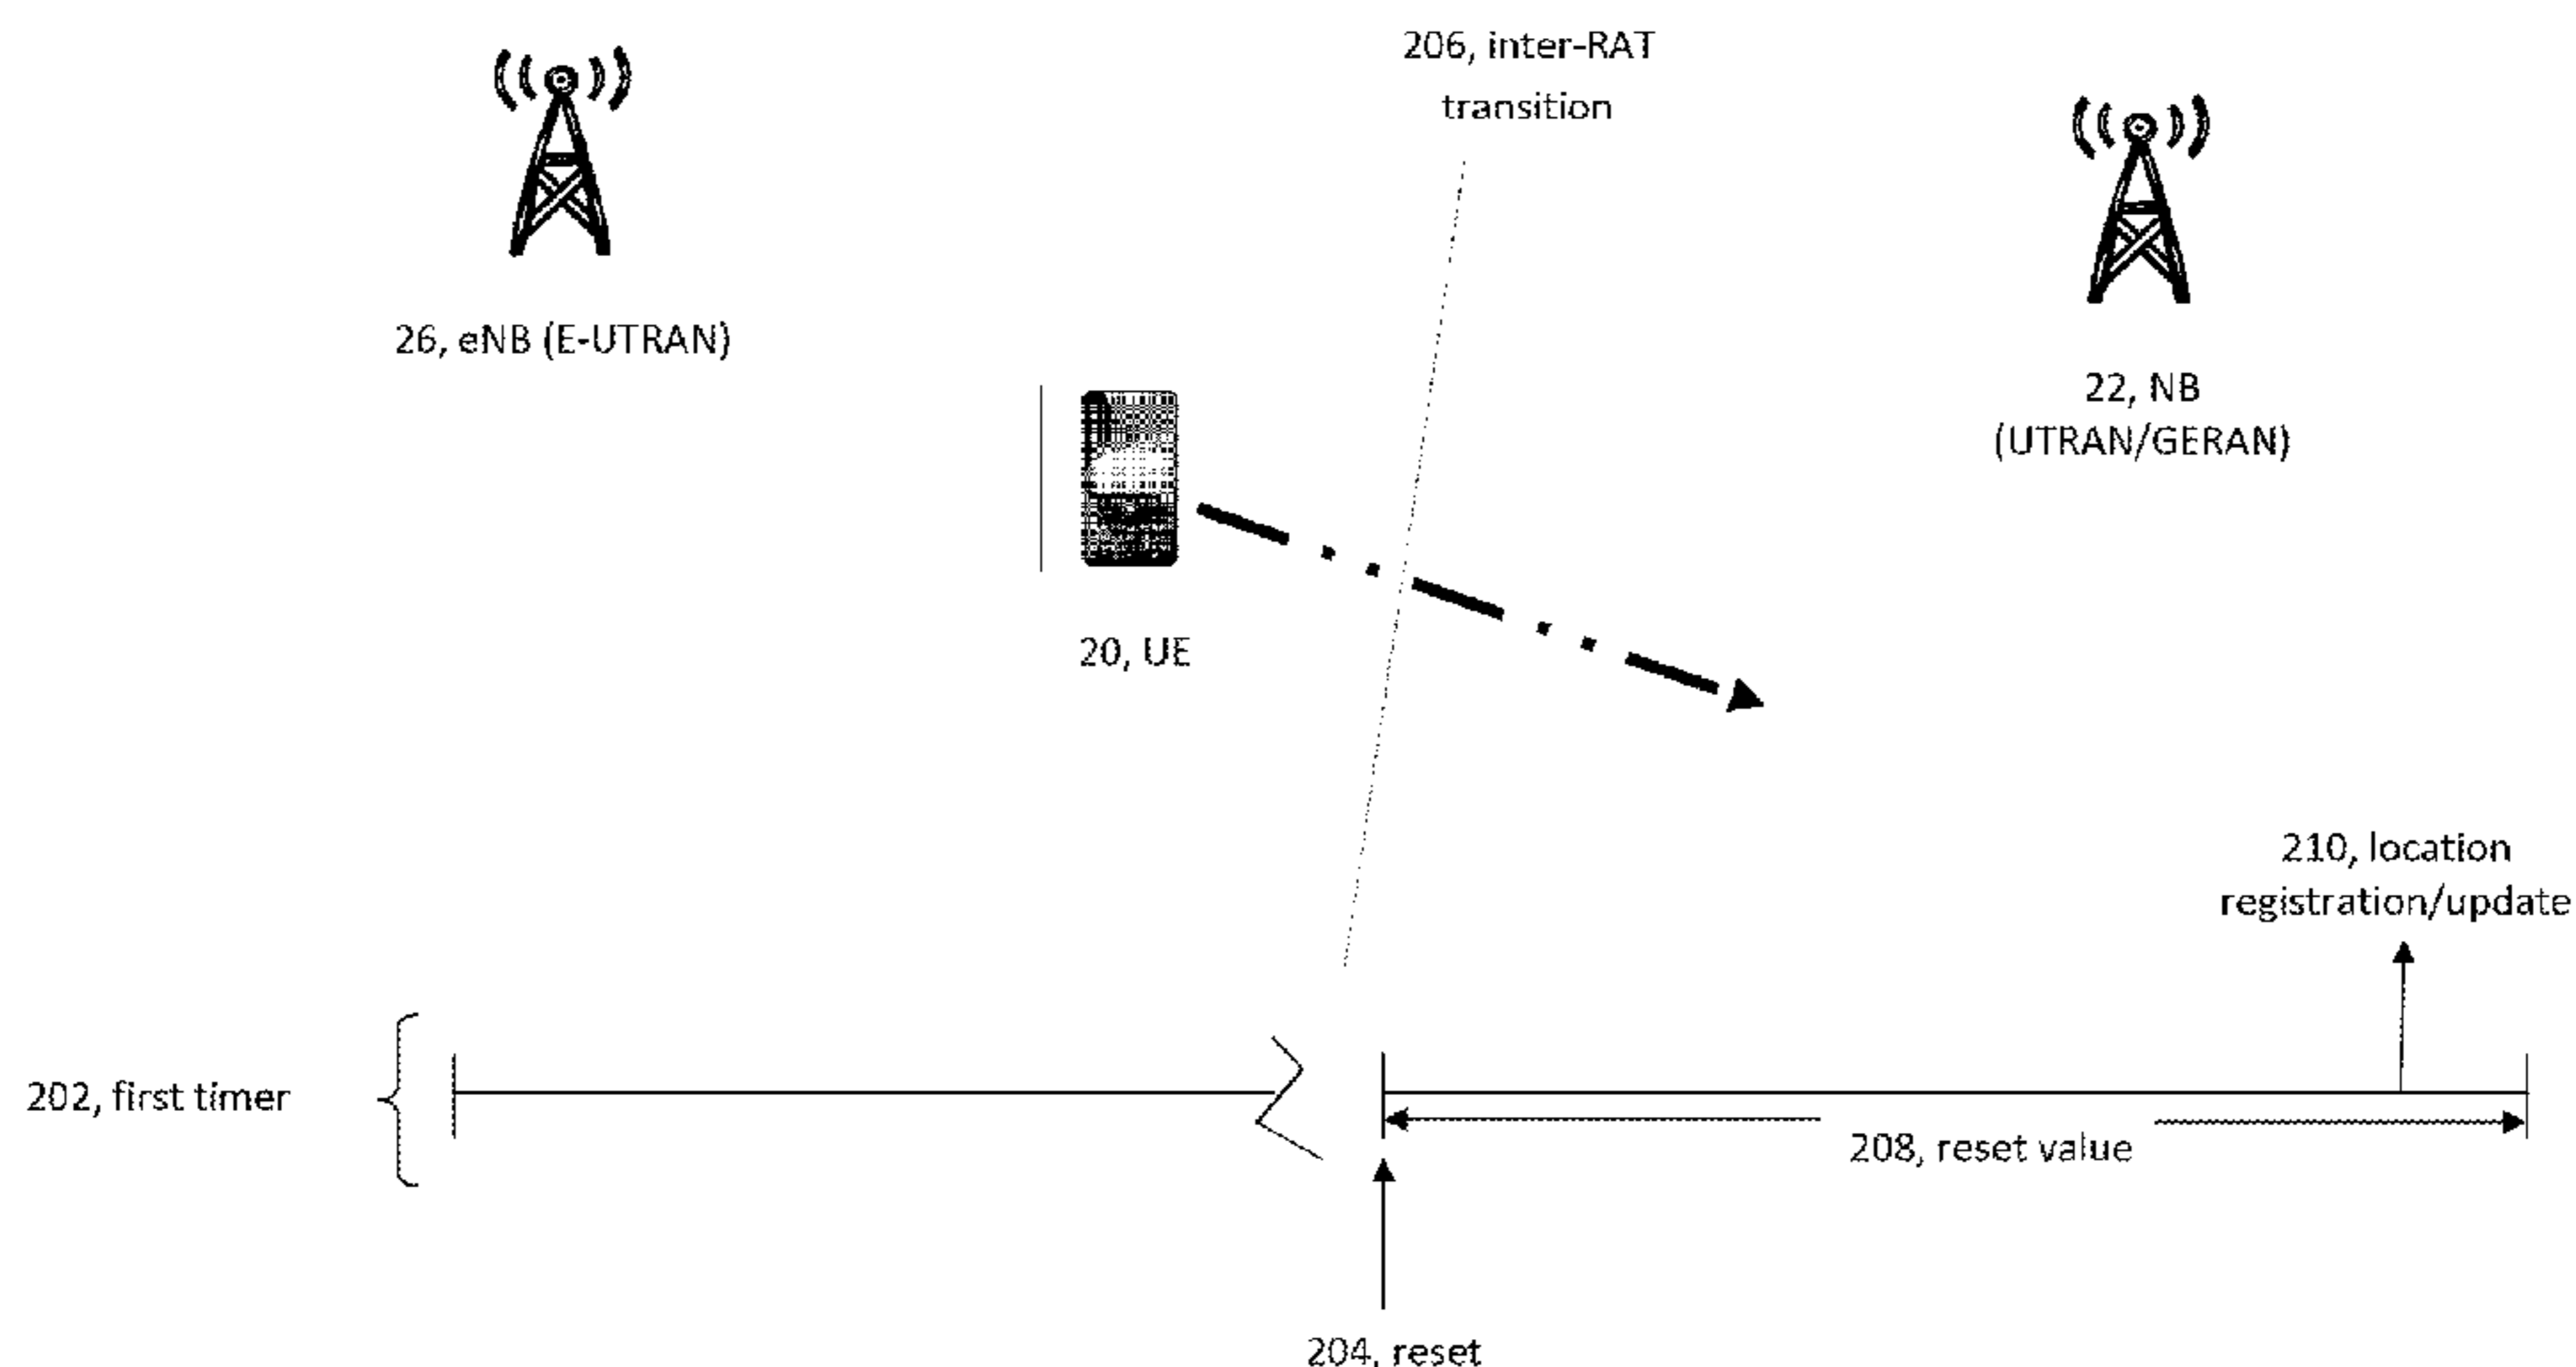 206, inter-RAT
transition
26, eNB (E-UTRAN)
22, NB
(UTRAN/GERAN)
20, UE
210, location
registration/update
202, first timer
208, reset value
204, reset